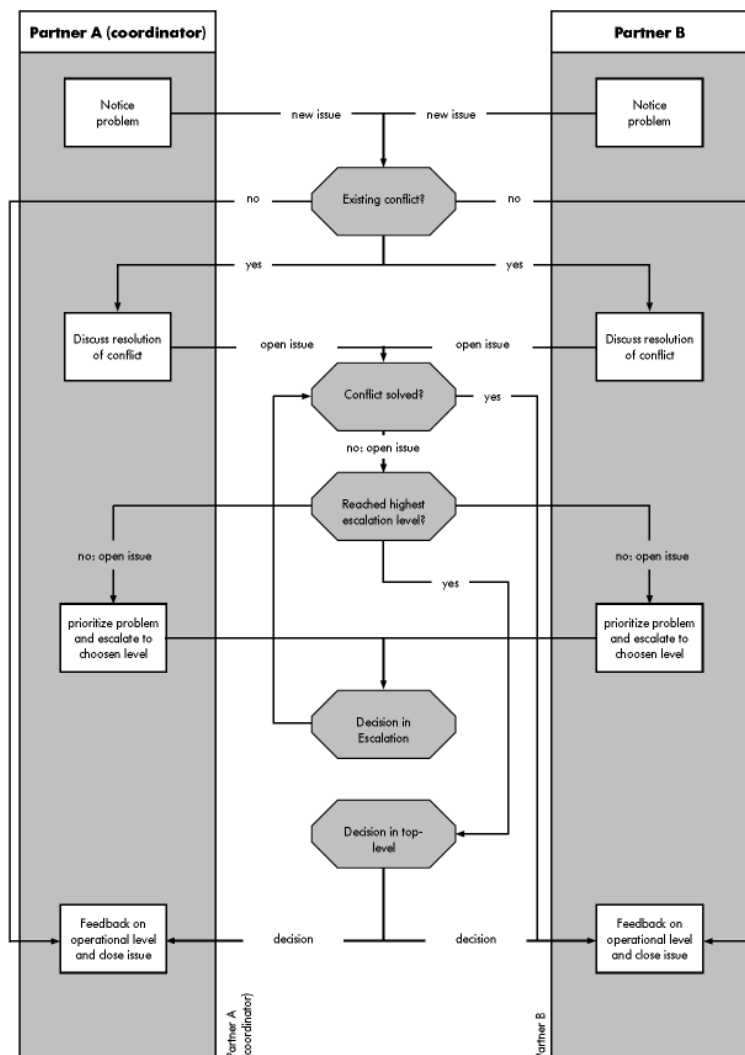 Partner A (coordinator)
Partner B
Notice
problem
new issue
new issue
Notice
problem
no
Existing conflict?
no
yes
yes
Discuss resolution
of conflict
open issue
open issue
Discuss resolution
of conflict
Conflict solved?
yes
no: open issue
Reached highest
escalation level?
no: open issue
no: open issue
yes
prioritize problem
and escalate to
choosen level
prioritize problem
and escalate to
choosen level
Decision in
Escalation
Decision in top-
level
Feedback on
operational level
and close issue
decision
decision
Feedback on
operational level
and close issue
Partner A
coordinator)
Partner B